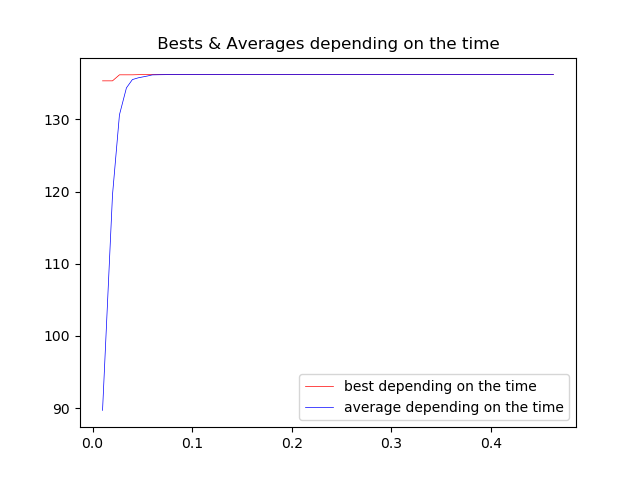 Bests & Averages depending on the time
130
120
110
100
90
best depending on the time
average depending on the time
0.0 0.1 0.2 0.3 0.4